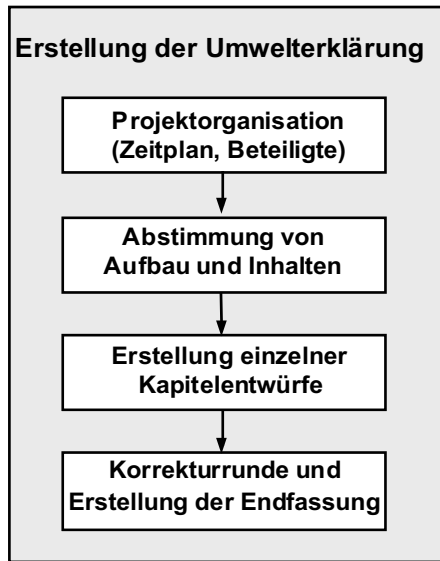 Erstellung der Umwelterklärung
Projektorganisation
(Zeitplan, Beteiligte)
Abstimmung von
Aufbau und Inhalten
Erstellung einzelner
Kapitelentwürfe
Korrekturrunde und
Erstellung der Endfassung